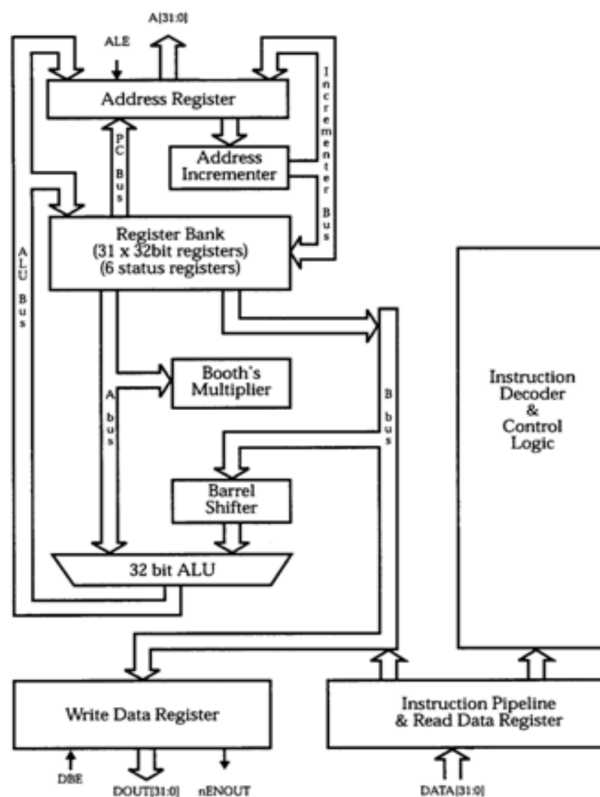 A[31:0]
ALE
Address Register
Incrementer Bus
PC Bus
Address
Incrementer
Register Bank
(31 x 32bit registers)
(6 status registers)
ALU Bus
Booth's
Multiplier
A bus
B bus
Instruction
Decoder
&
Control
Logic
Barrel
Shifter
32 bit ALU
Write Data Register
Instruction Pipeline
& Read Data Register
DBE
DOUT[31:0]
nENOUT
DATA[31:0]